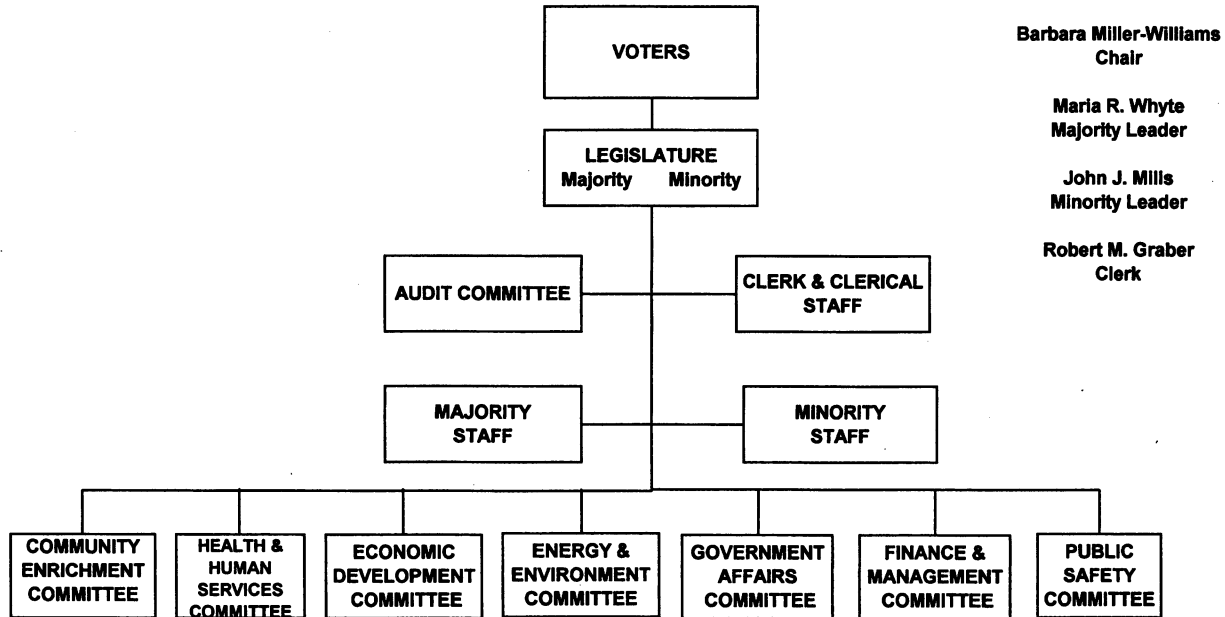 VOTERS
Barbara Miller-Williams
Chair
Maria R. Whyte
Majority Leader
John J. Mills
Minority Leader
Robert M. Graber
Clerk
LEGISLATURE
Majority Minority
AUDIT COMMITTEE
CLERK & CLERICAL
STAFF
MAJORITY
STAFF
MINORITY
STAFF
COMMUNITY
ENRICHMENT
COMMITTEE
HEALTH &
HUMAN
SERVICES
COMMITTEE
ECONOMIC
DEVELOPMENT
COMMITTEE
ENERGY &
ENVIRONMENT
COMMITTEE
GOVERNMENT
AFFAIRS
COMMITTEE
FINANCE &
MANAGEMENT
COMMITTEE
PUBLIC
SAFETY
COMMITTEE